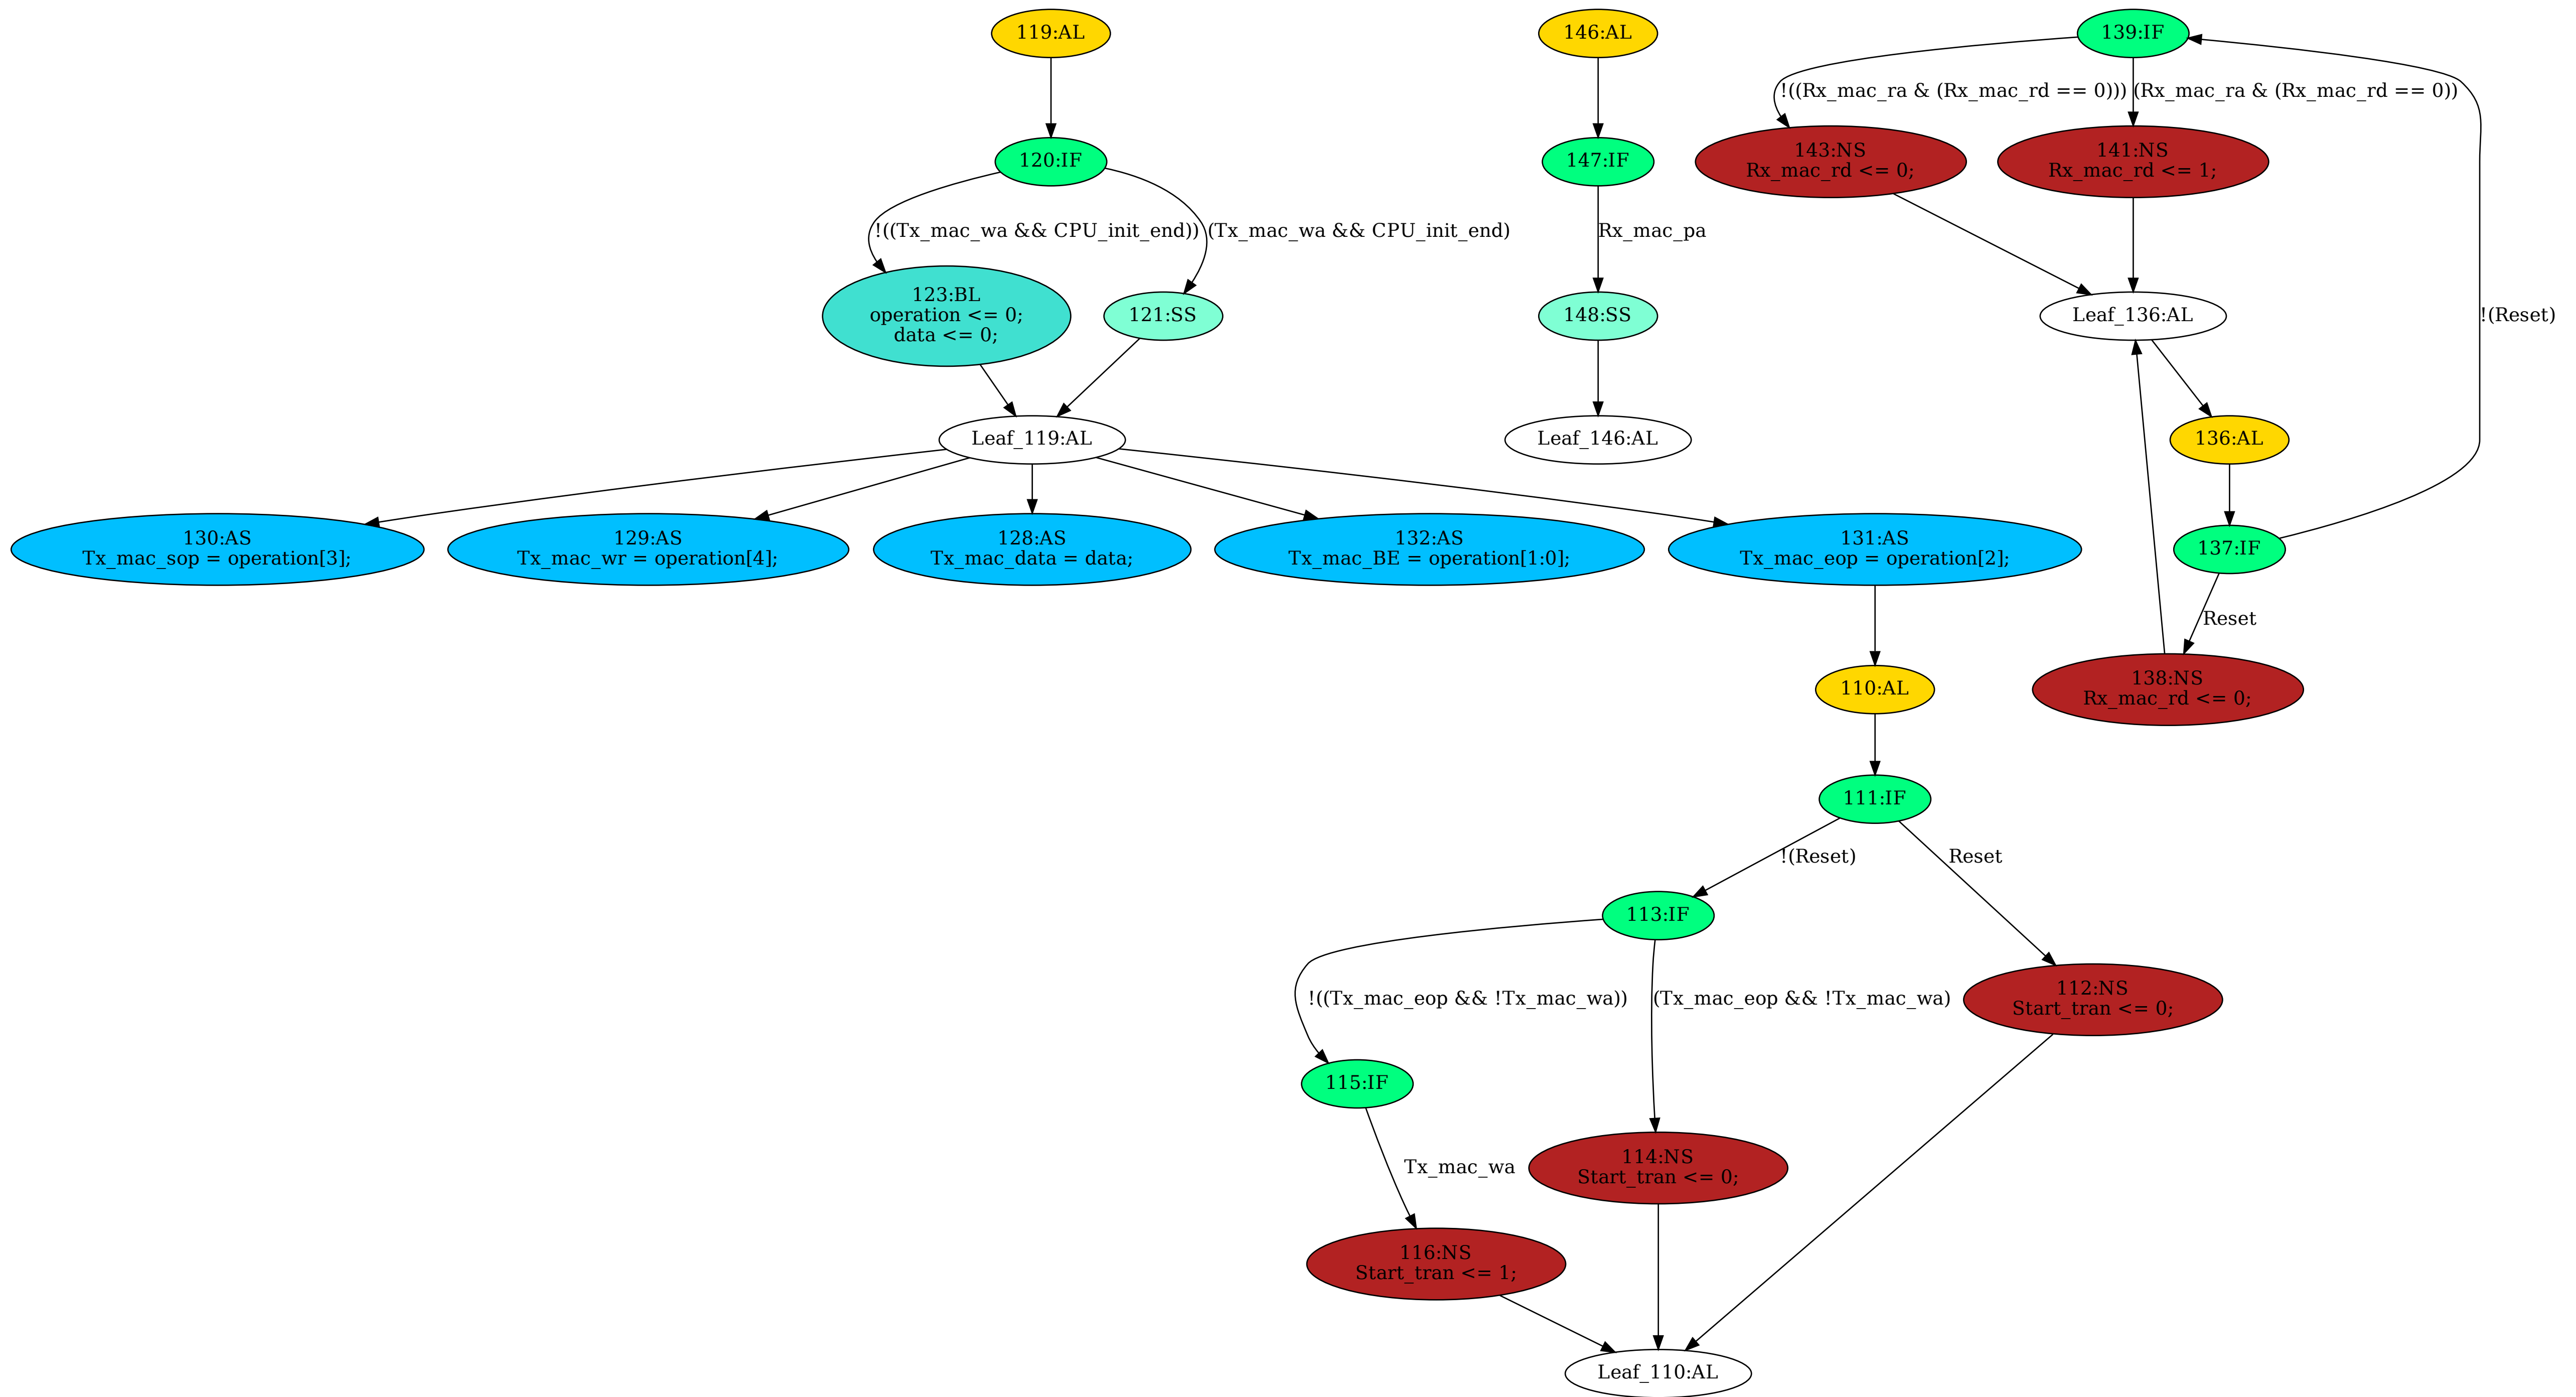 119:AL
146:AL
139:IF
!((Rx_mac_ra & (Rx_mac_rd == 0)))
(Rx_mac_ra & (Rx_mac_rd == 0))
120:IF
147:IF
143:NS
Rx_mac_rd <= 0;
141:NS
Rx_mac_rd <= 1;
!((Tx_mac_wa && CPU_init_end))
(Tx_mac_wa && CPU_init_end)
Rx_mac_pa
123:BL
operation <= 0;
data <= 0;
121:SS
148:SS
Leaf_136:AL
!(Reset)
Leaf_119:AL
Leaf_146:AL
136:AL
130:AS
Tx_mac_sop = operation[3];
129:AS
Tx_mac_wr = operation[4];
128:AS
Tx_mac_data = data;
132:AS
Tx_mac_BE = operation[1:0];
131:AS
Tx_mac_eop = operation[2];
137:IF
Reset
110:AL
138:NS
Rx_mac_rd <= 0;
111:IF
!(Reset)
Reset
113:IF
!((Tx_mac_eop && !Tx_mac_wa))
(Tx_mac_eop && !Tx_mac_wa)
112:NS
Start_tran <= 0;
115:IF
Tx_mac_wa
114:NS
Start_tran <= 0;
116:NS
Start_tran <= 1;
Leaf_110:AL